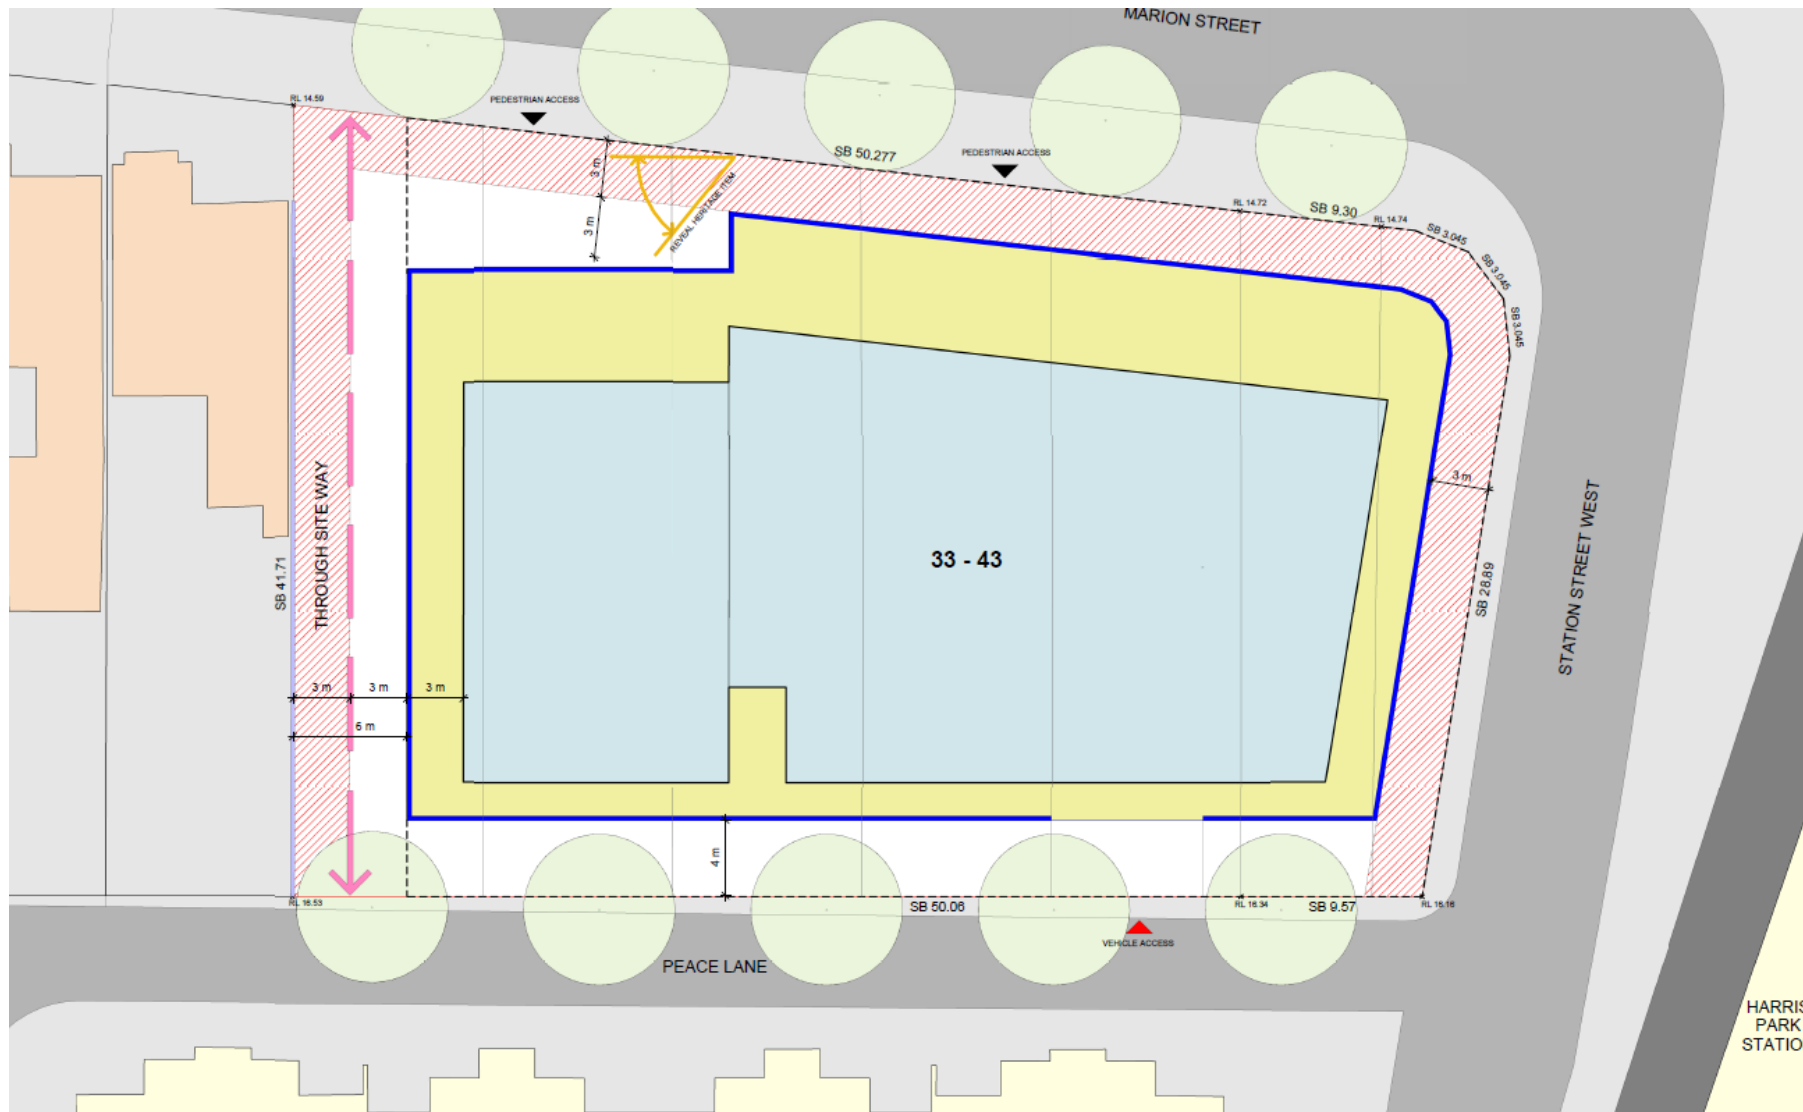 MARION STREET
RL 14.59
PEDESTRIAN ACCESS
SB 50.277
PEDESTRIAN ACCESS
3 m
3 m
REVEAL HERITAGE ITEM
RL 14.72
SB 9.30
RL 14.74
SB 3.045
SB 3.045
SB 3.045
3 m
THROUGH SITE WAY
SB 41.71
33 - 43
STATION STREET WEST
SB 28.89
3 m
3 m
3 m
6 m
4 m
RL 16.53
SB 50.06
RL 16.34
SB 9.57
RL 16.16
VEHICLE ACCESS
PEACE LANE
HARRIS
PARK
STATIO